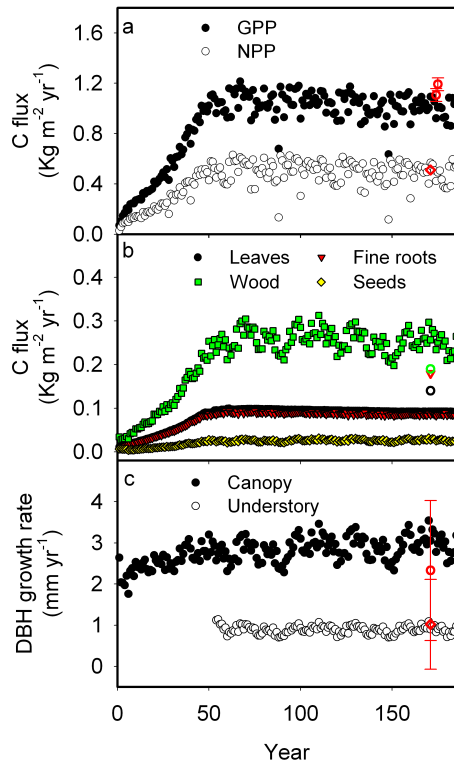 a
GPP
NPP
1.6
1.2
0.8
0.4
0.0
C flux
(Kg m-2 yr-1)
b
Leaves
Fine roots
Wood
Seeds
0.4
0.3
0.2
0.1
0.0
C flux
(Kg m-2 yr-1)
c
Canopy
Understory
4
3
2
1
0
DBH growth rate
(mm yr-1)
0 50 100 150
Year